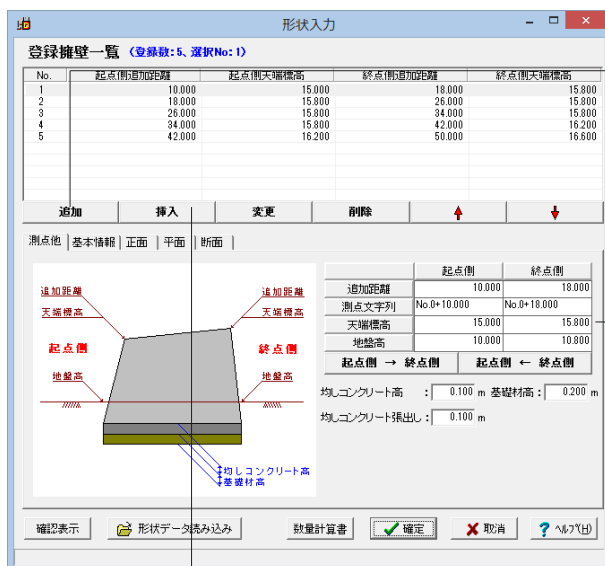 形状入力
登録擁壁一覧 (登録数:5、選択No:1)
No. 起点側追加距離 起点側天端標高 終点側追加距離 終点側天端標高
1 10.000 15.000 18.000 15.800
2 18.000 15.800 26.000 15.800
3 26.000 15.800 34.000 15.800
4 34.000 15.800 42.000 16.200
5 42.000 16.200 50.000 16.600
追加 挿入 変更 削除
測点他 基本情報 正面 平面 断面
追加距離 追加距離
天端標高 天端標高
起点側 終点側
地盤高 地盤高
均しコンクリート高
基礎材高
起点側 終点側
追加距離 10.000 18.000
測点文字列 No.0+10.000 No.0+18.000
天端標高 15.000 15.800
地盤高 10.000 10.800
起点側 → 終点側 起点側 ← 終点側
均しコンクリート高 : 0.100 m 基礎材高: 0.200 m
均しコンクリート張出し: 0.100 m
確認表示 形状データ読み込み 数量計算書 確定 取消 ヘルプ(H)